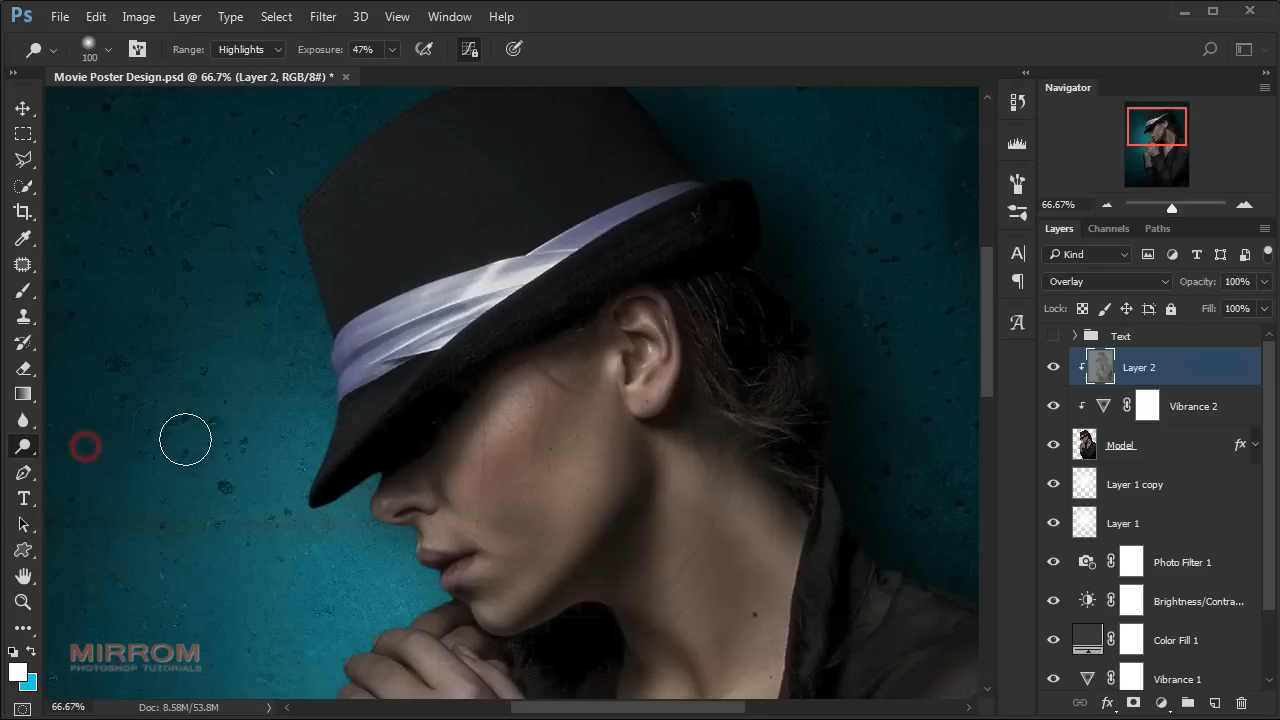 Ps File Edit Image Layer Type Select Filter 3D View Window Help
100 Range: Highlights Exposure: 47%
Movie Poster Design.psd @ 66.7% (Layer 2, RGB/8#) *
Navigator
66.67%
Layers Channels Paths
Kind
Overlay Opacity: 100%
Lock: Fill: 100%
Text
Layer 2
Vibrance 2
Model fx
Layer 1 copy
Layer 1
Photo Filter 1
Brightness/Contra...
Color Fill 1
Vibrance 1
MIRROM
PHOTOSHOP TUTORIALS
66.67% Doc: 8.58M/53.8M
fx